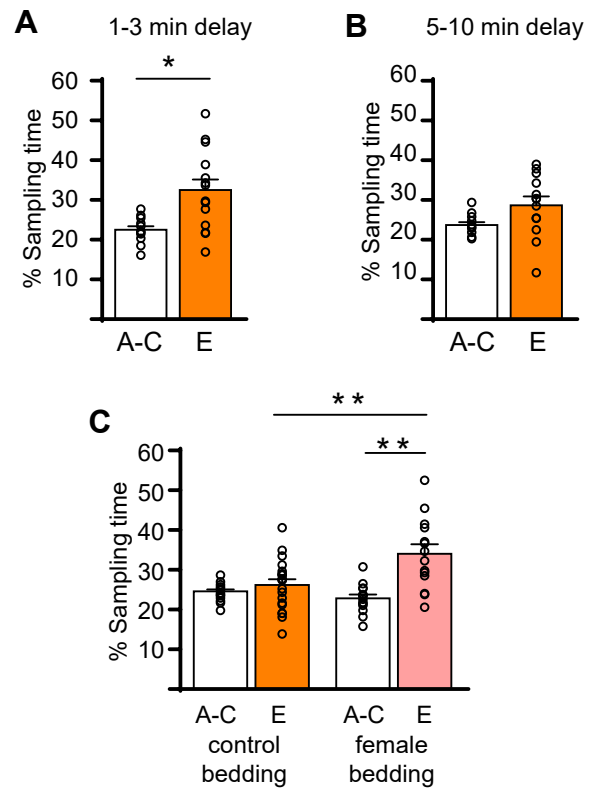 A
1-3 min delay
*
% Sampling time
60
50
40
30
20
10
A-C
E
B
5-10 min delay
% Sampling time
60
50
40
30
20
10
A-C
E
C
* *
* *
% Sampling time
60
50
40
30
20
10
A-C
E
A-C
E
control
bedding
female
bedding